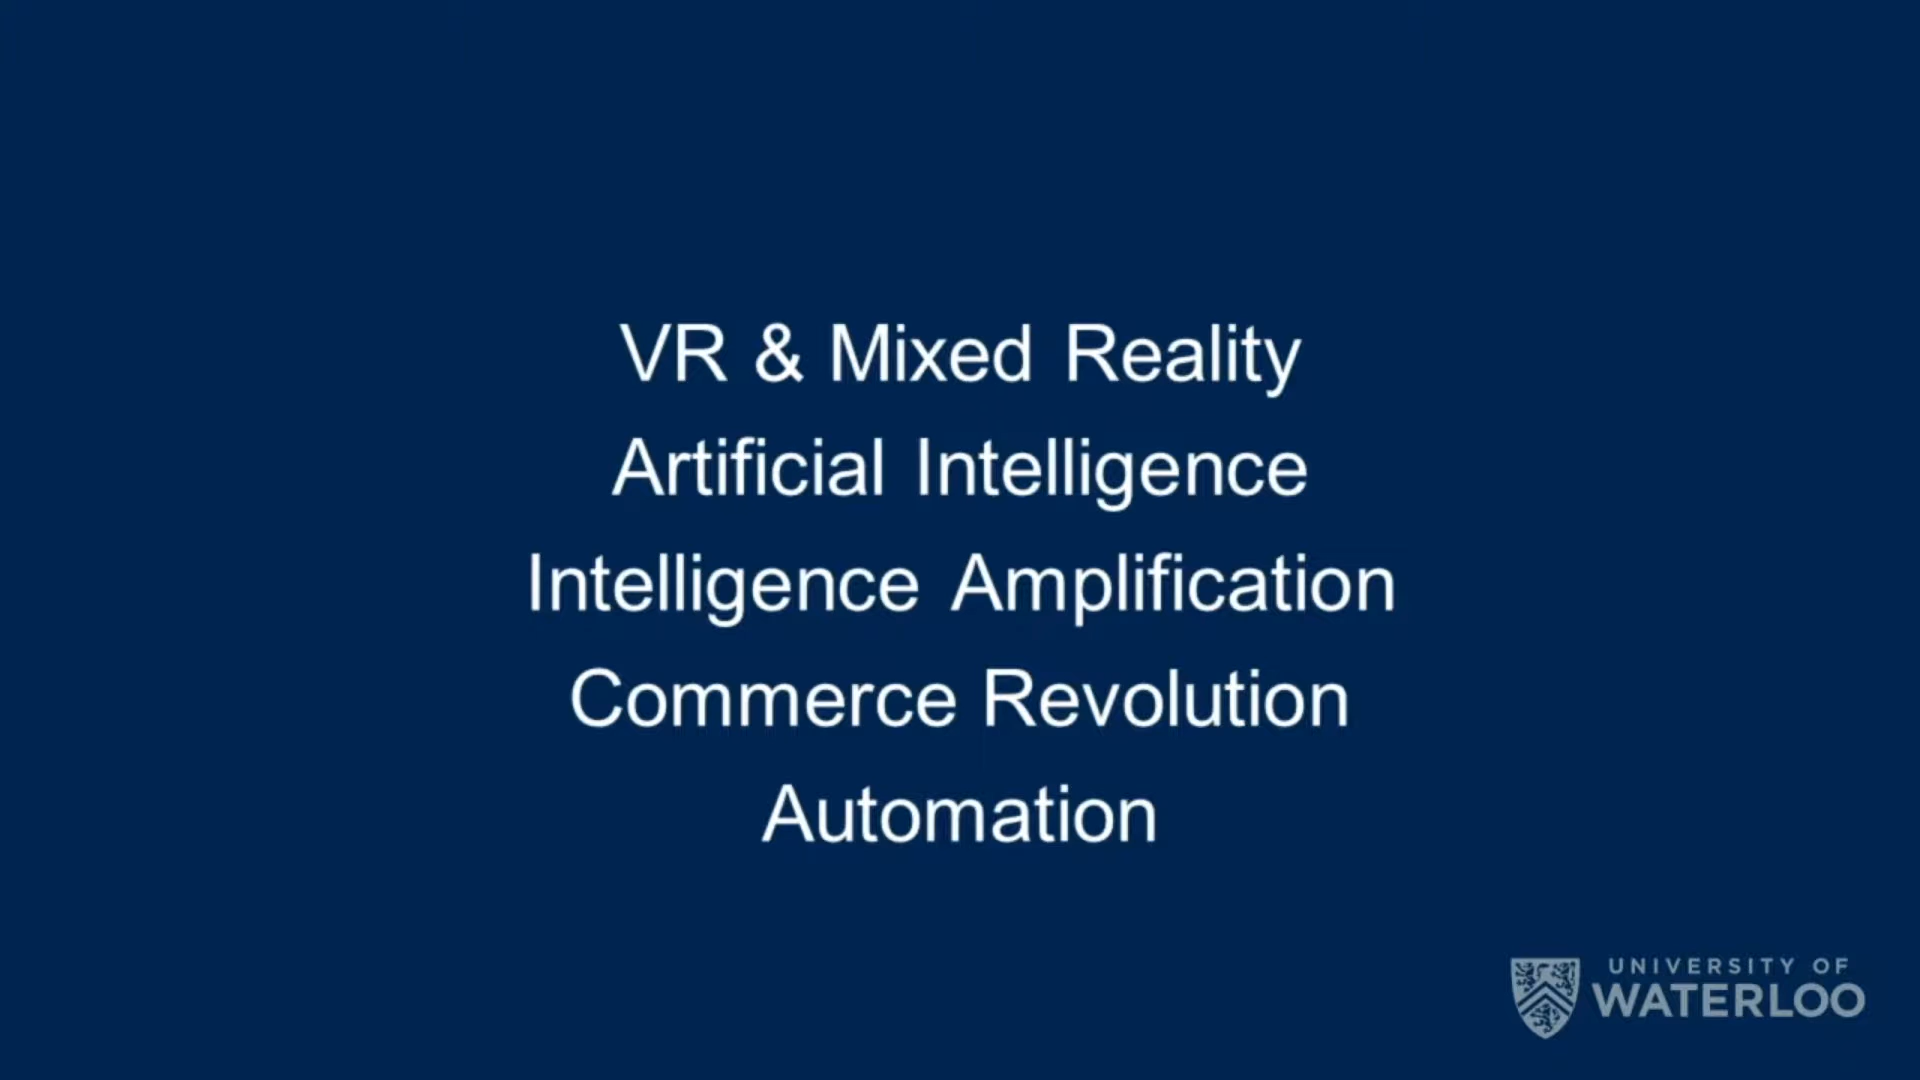 VR & Mixed Reality
Artificial Intelligence
Intelligence Amplification
Commerce Revolution
Automation
UNIVERSITY OF
WATERLOO